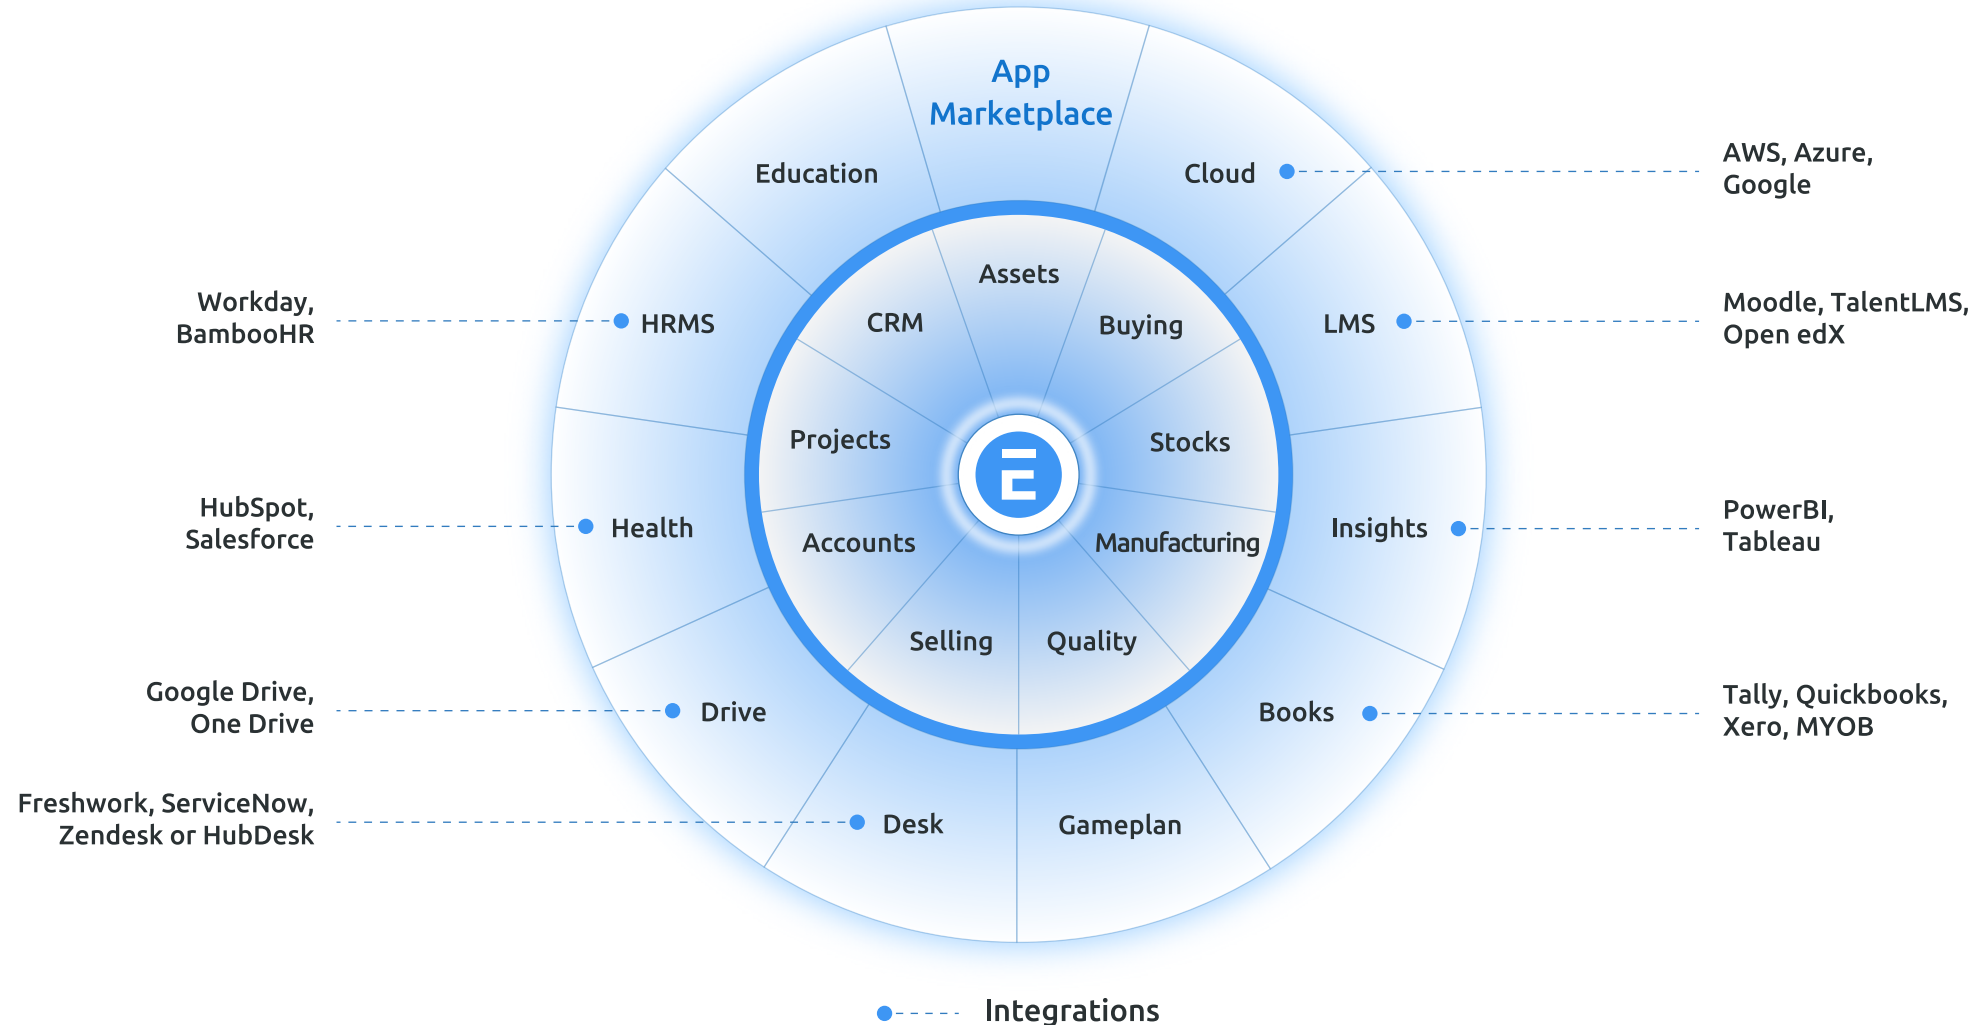 App
Marketplace
Education
Cloud
AWS, Azure,
Google
Workday,
BambooHR
HRMS
CRM
Assets
Buying
LMS
Moodle, TalentLMS,
Open edX
Projects
Stocks
HubSpot,
Salesforce
Health
Accounts
E
Manufacturing
Insights
PowerBI,
Tableau
Selling
Quality
Google Drive,
One Drive
Drive
Books
Tally, Quickbooks,
Xero, MYOB
Freshwork, ServiceNow,
Zendesk or HubDesk
Desk
Gameplan
Integrations